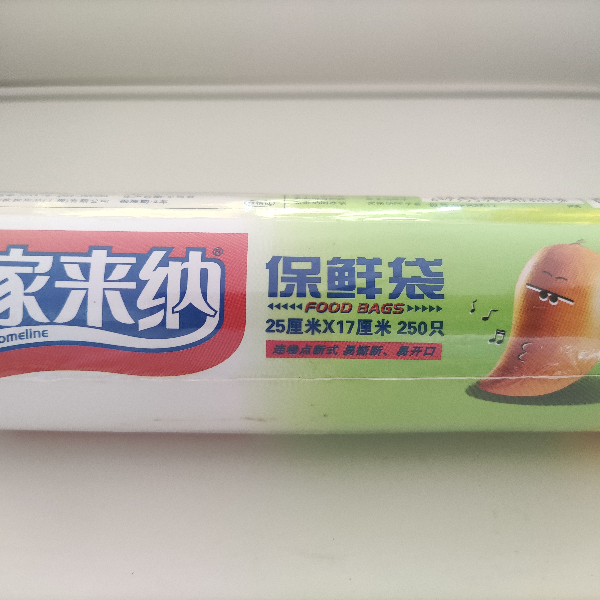 家来纳®
omeline
保鲜袋
FOOD BAGS
25厘米X17厘米 250只
连卷点断式 易撕断、易开口